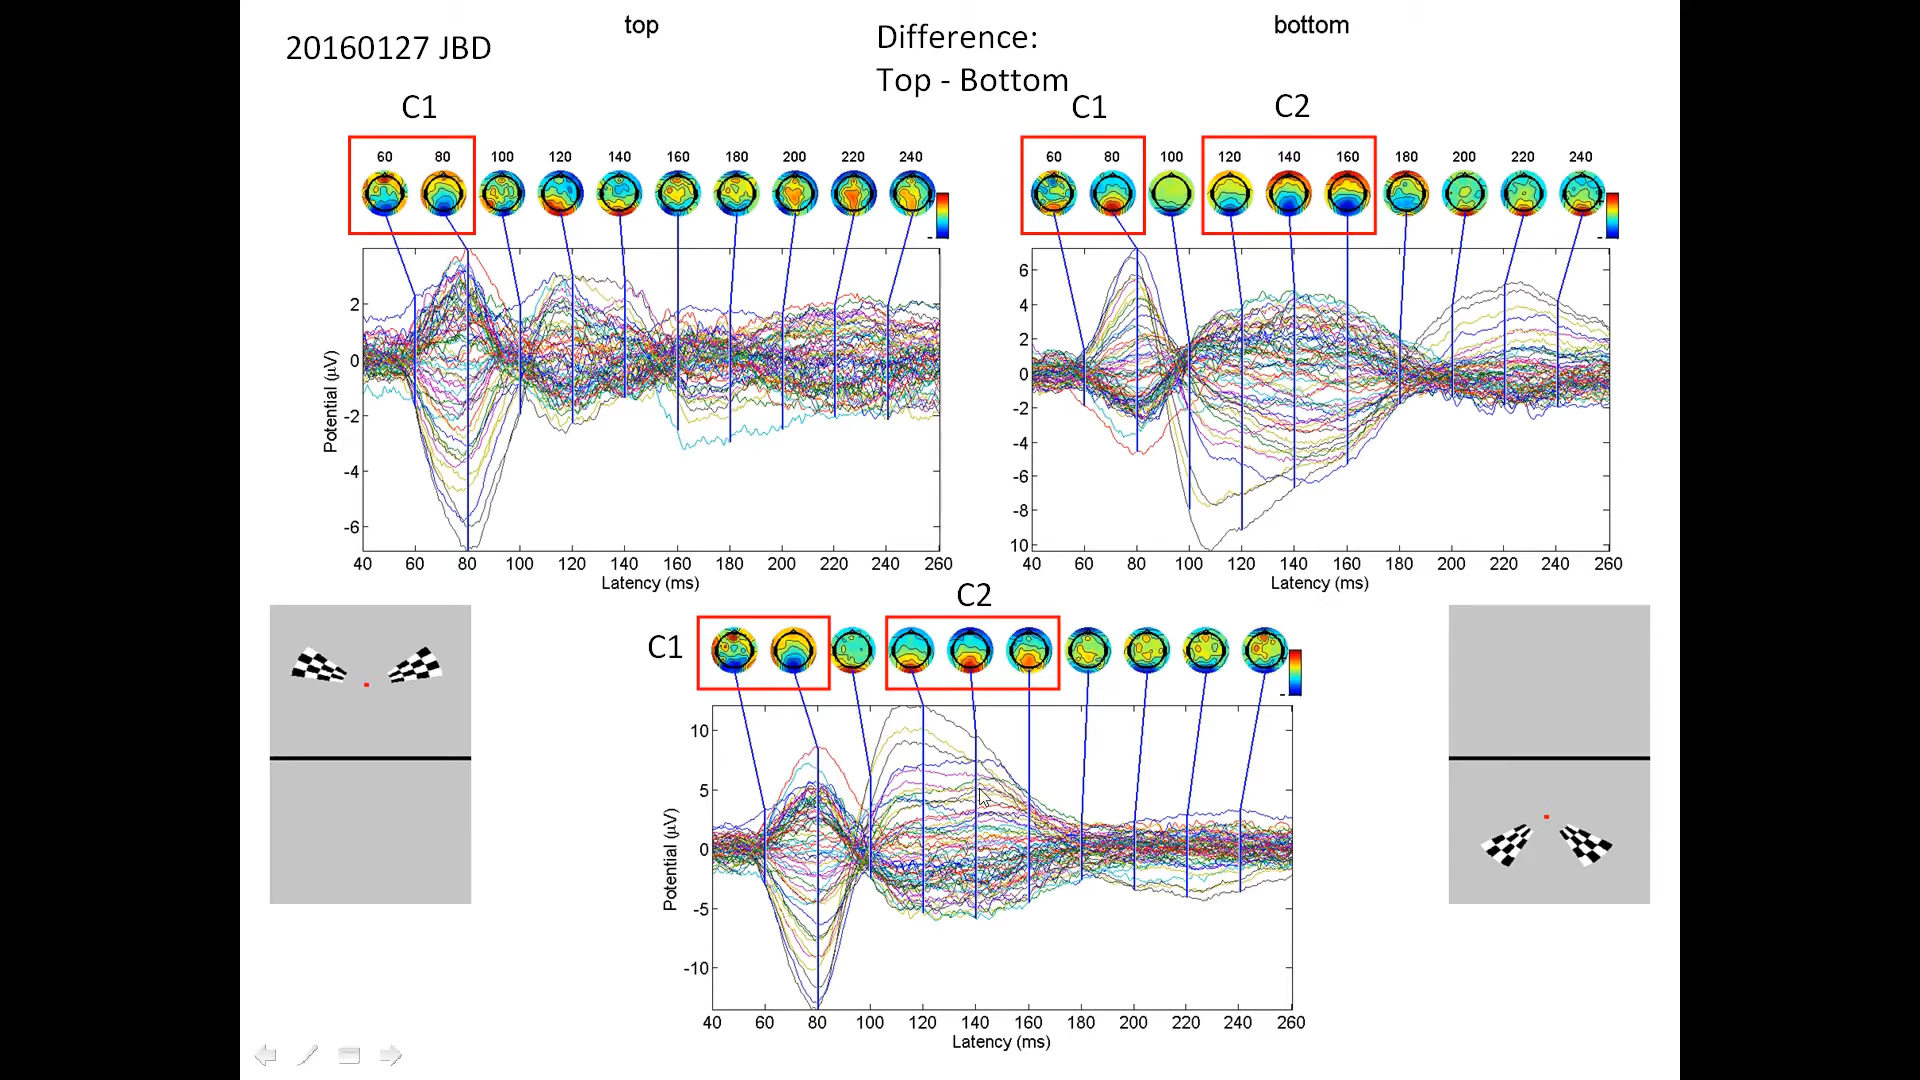 top
bottom
20160127 JBD
Difference:
Top - Bottom
C1
C1
C2
60 80 100 120 140 160 180 200 220 240
60 80 100 120 140 160 180 200 220 240
+
-
+
-
2
0
-2
-4
-6
Potential (μV)
40 60 80 100 120 140 160 180 200 220 240 260
Latency (ms)
6
4
2
0
-2
-4
-6
-8
10
40 60 80 100 120 140 160 180 200 220 240 260
Latency (ms)
C2
C1
+
-
10
5
0
-5
-10
Potential (μV)
40 60 80 100 120 140 160 180 200 220 240 260
Latency (ms)